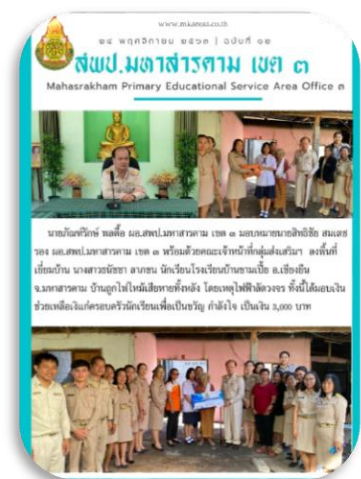 www.mkarea3.co.th
๒๔ พฤศจิกายน ๒๕๖๓ | ฉบับที่ ๑๒
สพป.มหาสารคาม เขต ๓
Mahasrakham Primary Educational Service Area Office ๓
นายภัณฑ์รักษ์ พลตื้อ ผอ.สพป.มหาสารคาม เขต ๓ มอบหมายนายสิทธิชัย สมเดช
รอง ผอ.สพป.มหาสารคาม เขต ๓ พร้อมด้วยคณะเจ้าหน้าที่กลุ่มส่งเสริมฯ ลงพื้นที่
เยี่ยมบ้าน นางสาวธนัชชา ลาภชน นักเรียนโรงเรียนบ้านขามเปี้ย อ.เชียงยืน
จ.มหาสารคาม บ้านถูกไฟไหม้เสียหายทั้งหลัง โดยเหตุไฟฟ้าลัดวงจร ทั้งนี้ได้มอบเงิน
ช่วยเหลือเงินแก่ครอบครัวนักเรียนเพื่อเป็นขวัญ กำลังใจ เป็นเงิน 3,000 บาท